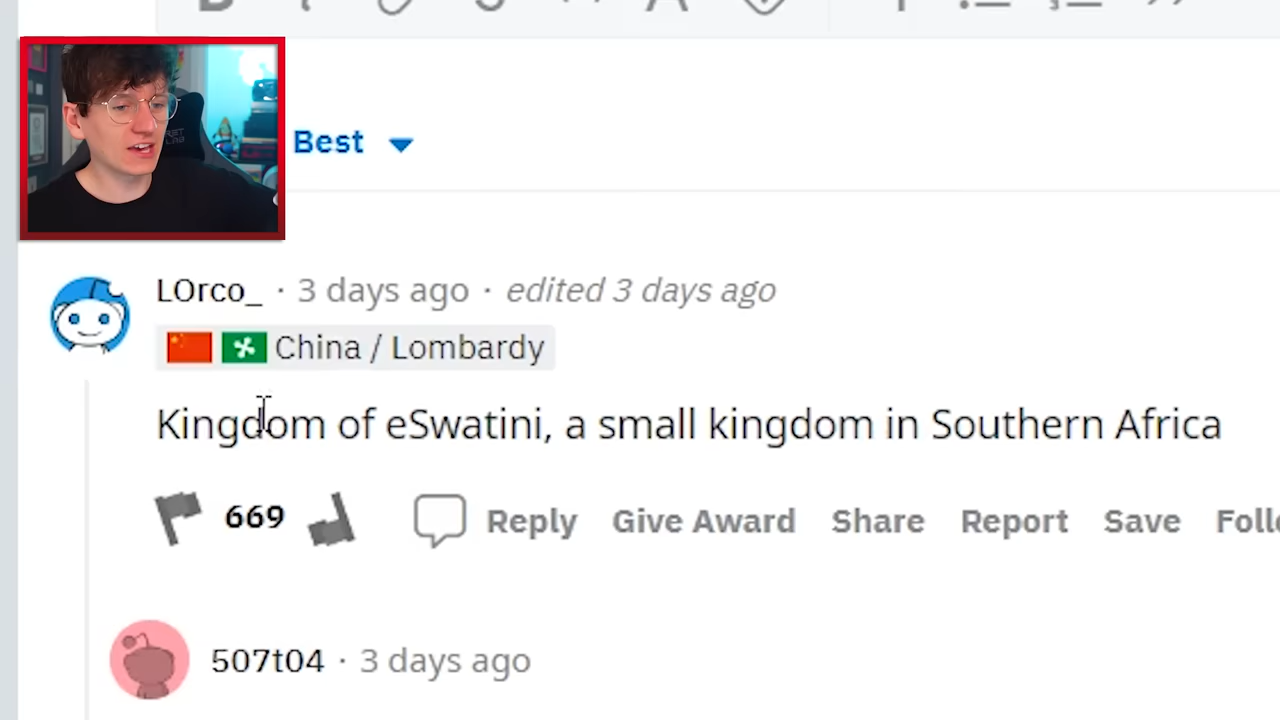 Best
LOrco_ · 3 days ago · edited 3 days ago
China / Lombardy
Kingdom of eSwatini, a small kingdom in Southern Africa
669 Reply Give Award Share Report Save
507t04 · 3 days ago